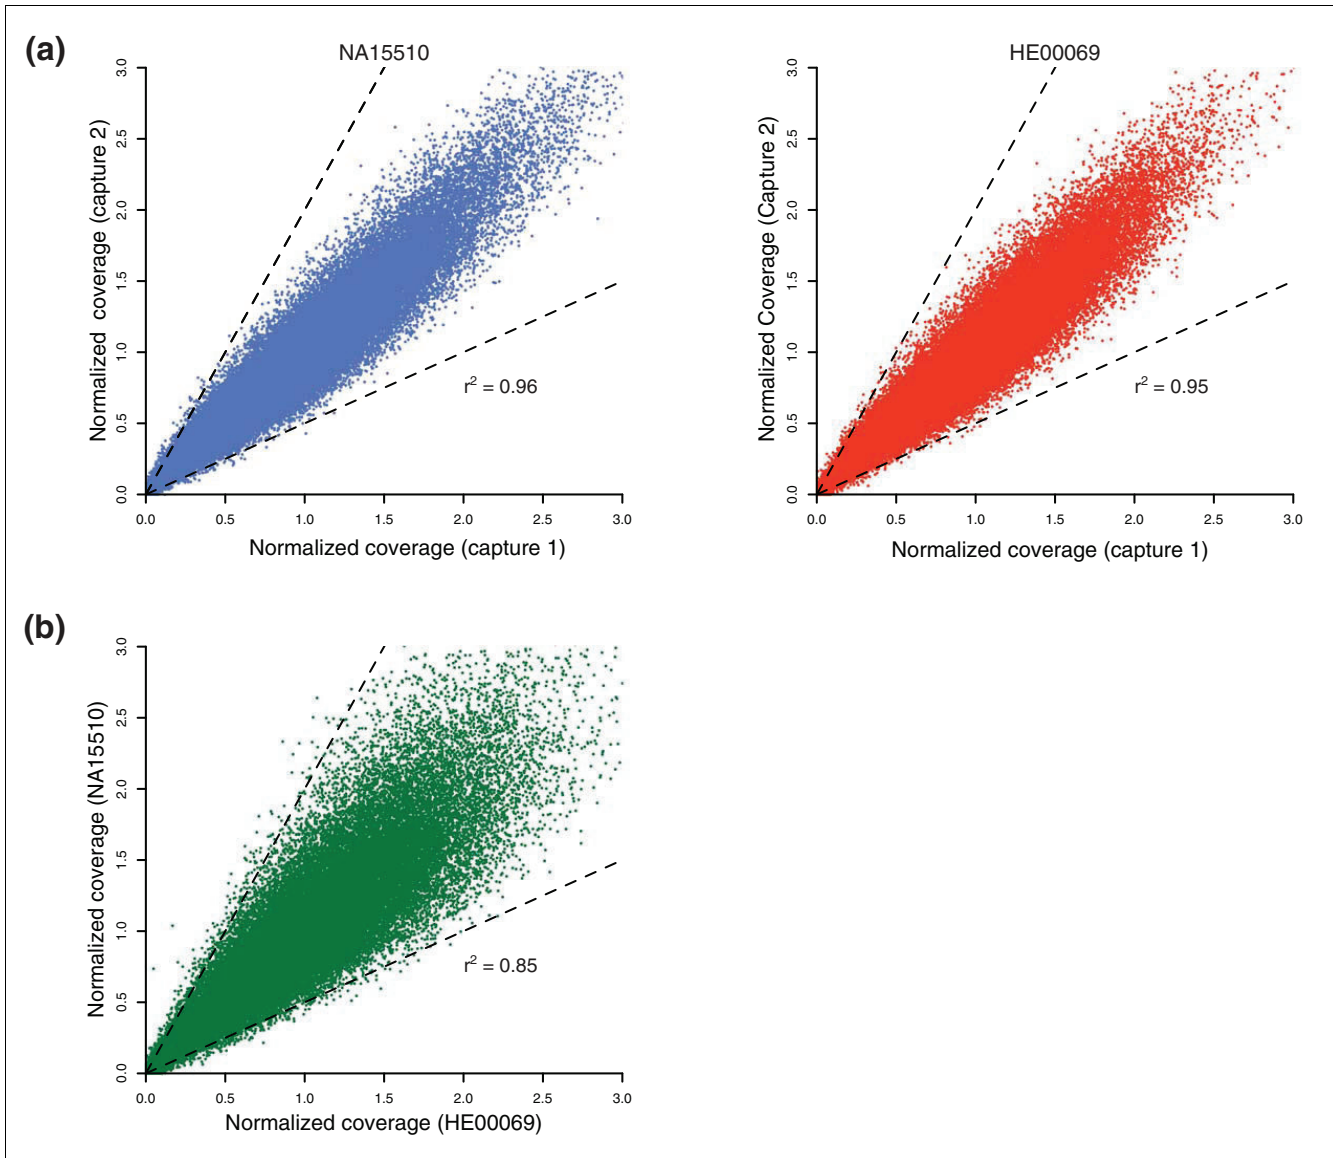 (a)
NA15510
Normalized coverage (capture 2)
3.0
2.5
2.0
1.5
1.0
0.5
0.0
r² = 0.96
0.0 0.5 1.0 1.5 2.0 2.5 3.0
Normalized coverage (capture 1)
HE00069
Normalized Coverage (Capture 2)
3.0
2.5
2.0
1.5
1.0
0.5
0.0
r² = 0.95
0.0 0.5 1.0 1.5 2.0 2.5 3.0
Normalized coverage (capture 1)
(b)
Normalized coverage (NA15510)
3.0
2.5
2.0
1.5
1.0
0.5
0.0
r² = 0.85
0.0 0.5 1.0 1.5 2.0 2.5 3.0
Normalized coverage (HE00069)